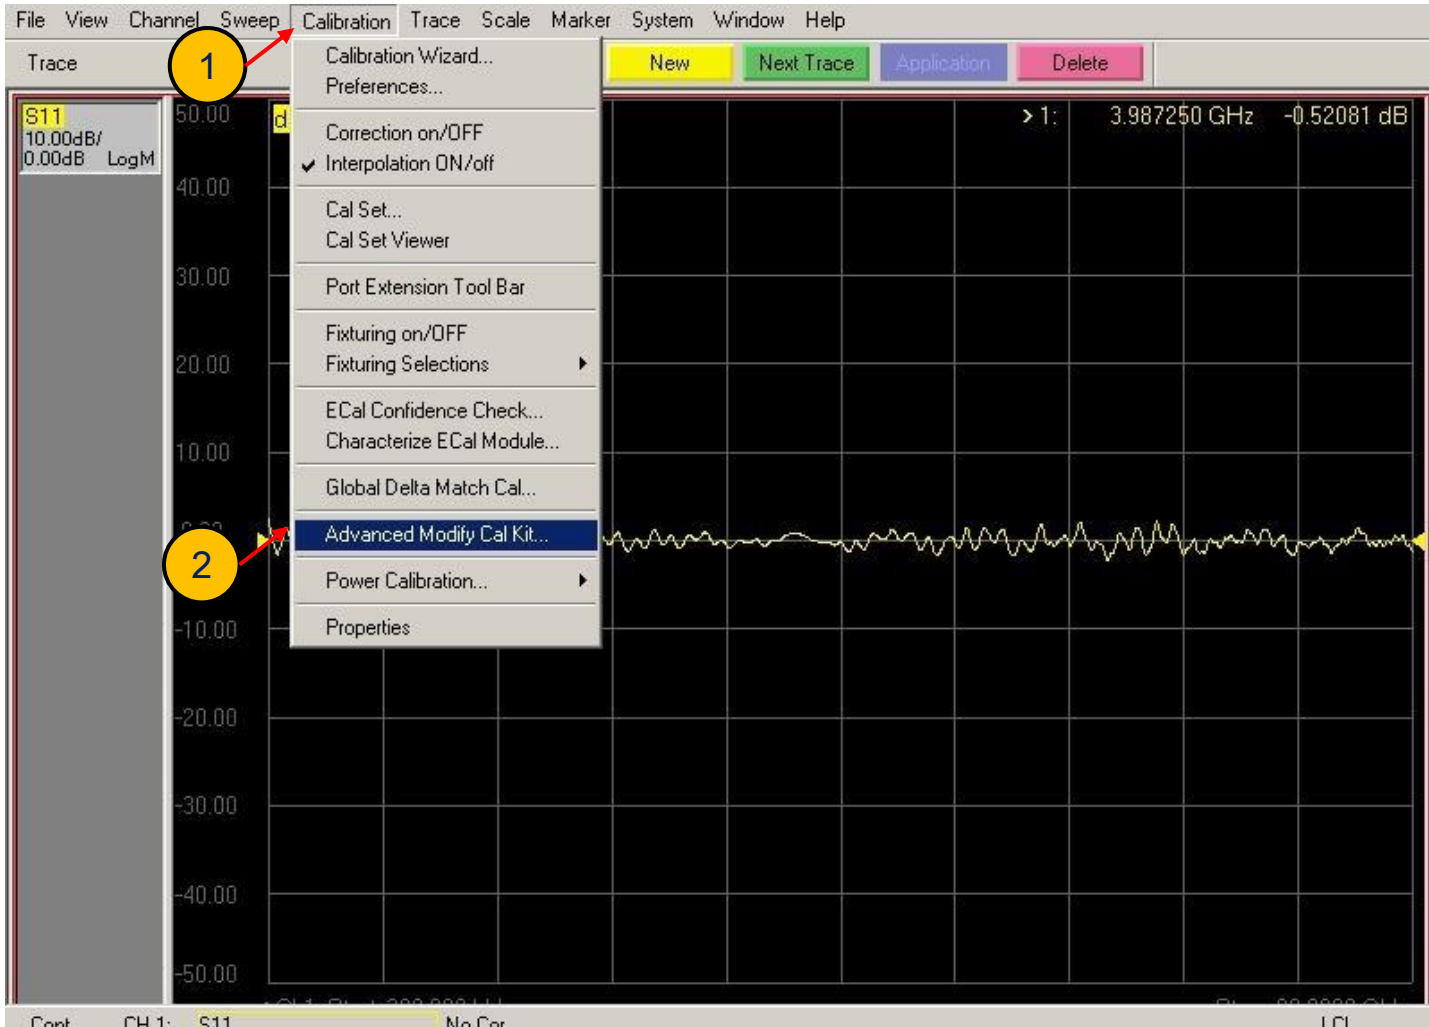 File View Channel Sweep Calibration Trace Scale Marker System Window Help
1
Trace
New Next Trace Application Delete
Calibration Wizard...
Preferences...
Correction on/OFF
Interpolation ON/off
Cal Set...
Cal Set Viewer
Port Extension Tool Bar
Fixturing on/OFF
Fixturing Selections
ECal Confidence Check...
Characterize ECal Module...
Global Delta Match Cal...
Advanced Modify Cal Kit...
Power Calibration...
Properties
2
S11
10.00dB/
0.00dB LogM
50.00
40.00
30.00
20.00
10.00
-10.00
-20.00
-30.00
-40.00
-50.00
> 1: 3.987250 GHz -0.52081 dB
Cont. CH 1: S11 No Cor LCL